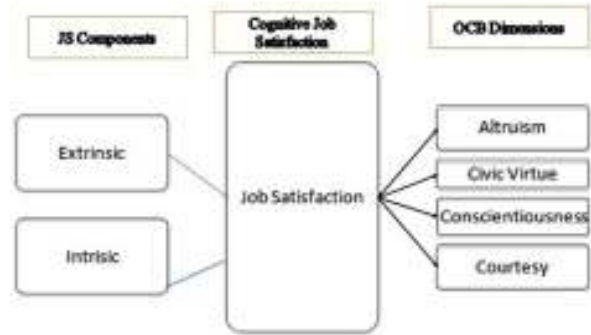 JS Components
Cognitive Job
Satisfaction
OCB Dimensions
Extrinsic
Intrisic
Job Satisfaction
Altruism
Civic Virtue
Conscientiousness
Courtesy